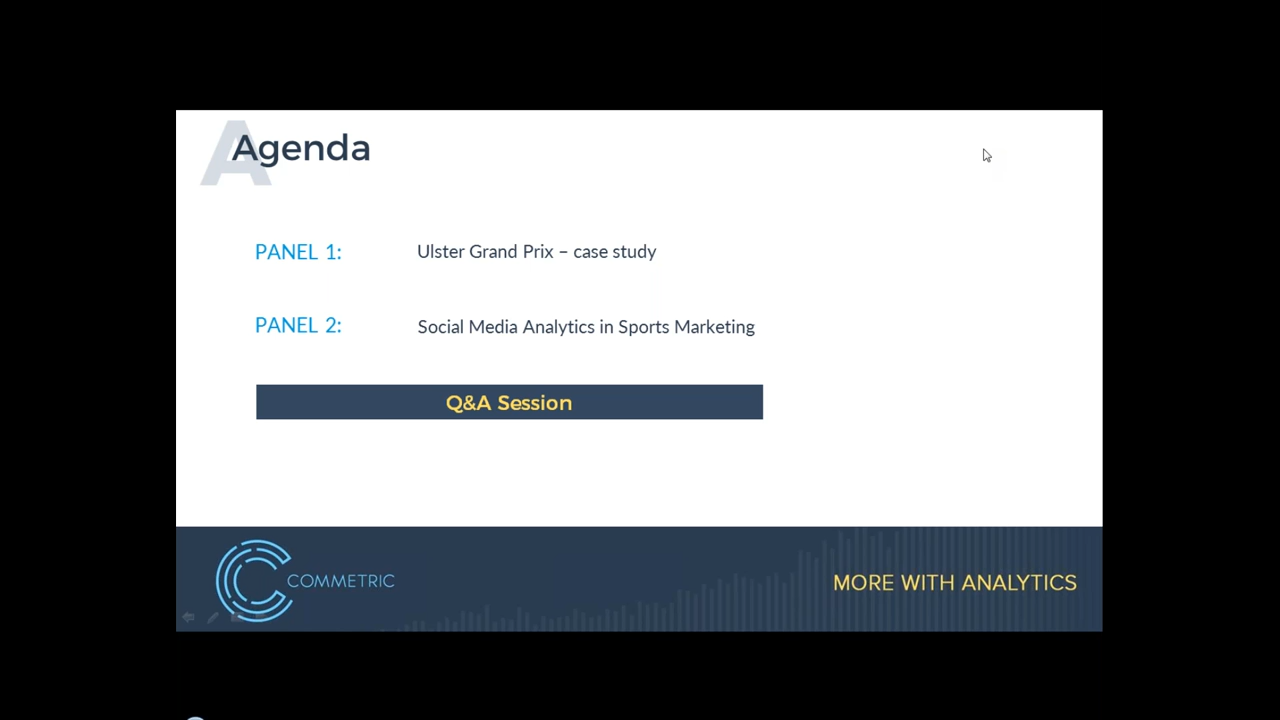 Agenda
PANEL 1: Ulster Grand Prix – case study
PANEL 2: Social Media Analytics in Sports Marketing
Q&A Session
COMMETRIC
MORE WITH ANALYTICS